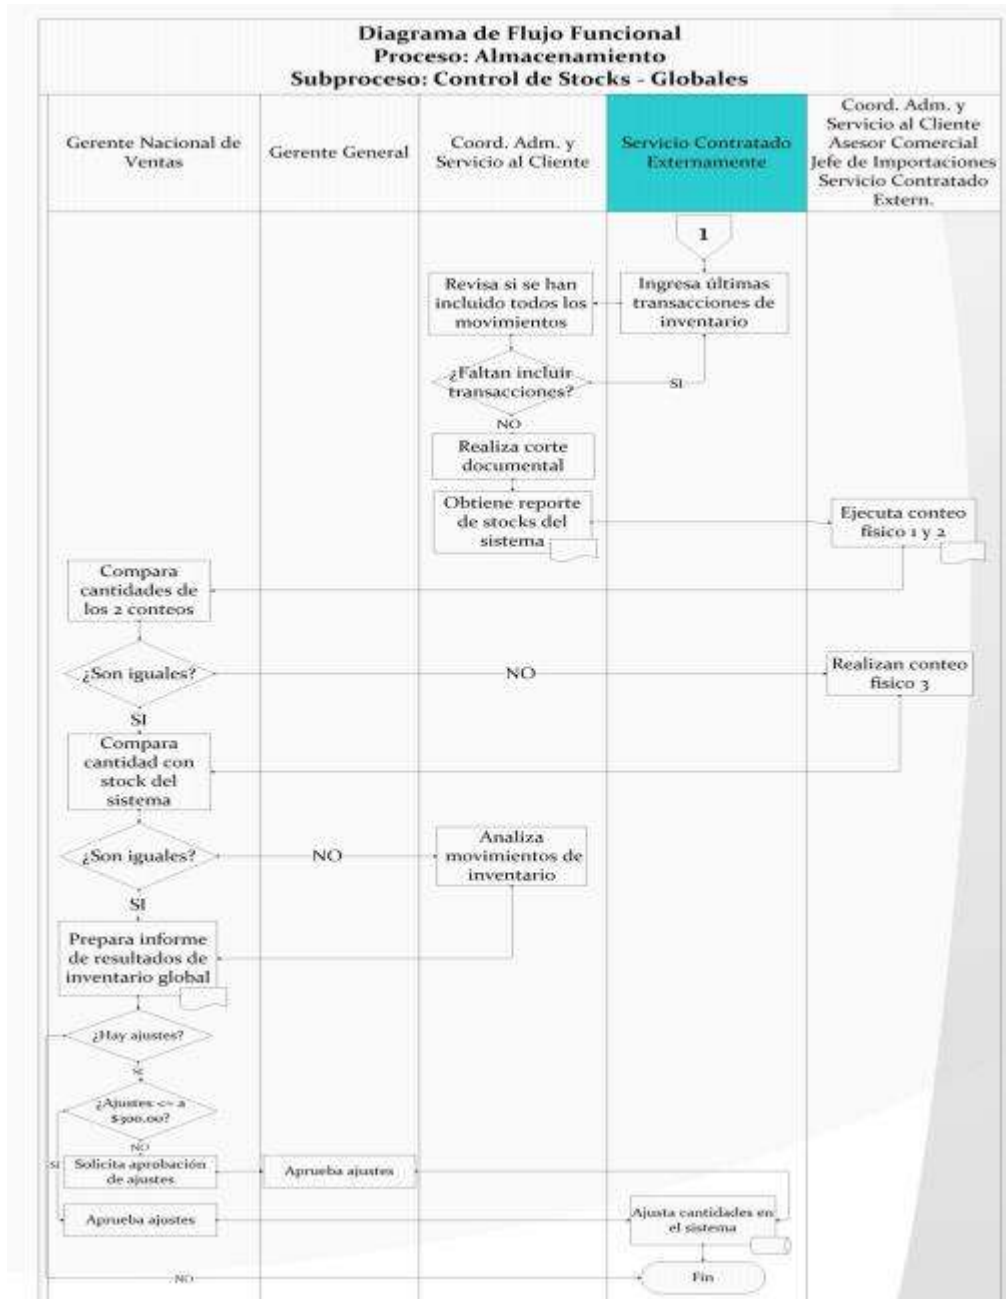 Diagrama de Flujo Funcional
Proceso: Almacenamiento
Subproceso: Control de Stocks - Globales
Gerente Nacional de
Ventas
Gerente General
Coord. Adm. y
Servicio al Cliente
Servicio Contratado
Externamente
Coord. Adm. y
Servicio al Cliente
Asesor Comercial
Jefe de Importaciones
Servicio Contratado
Extern.
1
Revisa si se han
incluido todos los
movimientos
Ingresa últimas
transacciones de
inventario
¿Faltan incluir
transacciones?
SI
NO
Realiza corte
documental
Obtiene reporte
de stocks del
sistema
Ejecuta conteo
físico 1 y 2
Compara
cantidades de
los 2 conteos
¿Son iguales?
NO
Realizan conteo
físico 3
SI
Compara
cantidad con
stock del
sistema
¿Son iguales?
NO
Analiza
movimientos de
inventario
SI
Prepara informe
de resultados de
inventario global
¿Hay ajustes?
SI
¿Ajustes <= a
$300.00?
NO
SI
Solicita aprobación
de ajustes
Aprueba ajustes
Aprueba ajustes
Ajusta cantidades en
el sistema
NO
Fin